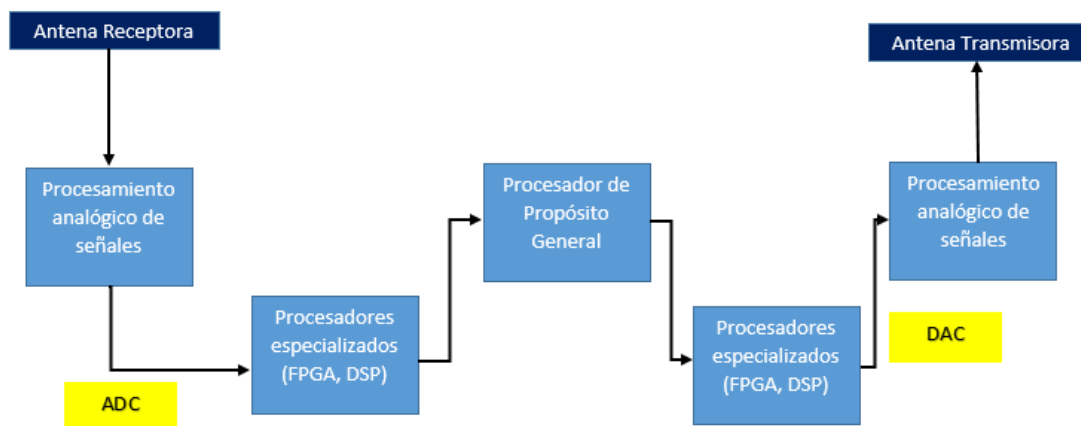 Antena Receptora
Antena Transmisora
Procesamiento
analógico de
señales
Procesador de
Propósito
General
Procesamiento
analógico de
señales
Procesadores
especializados
(FPGA, DSP)
Procesadores
especializados
(FPGA, DSP)
DAC
ADC